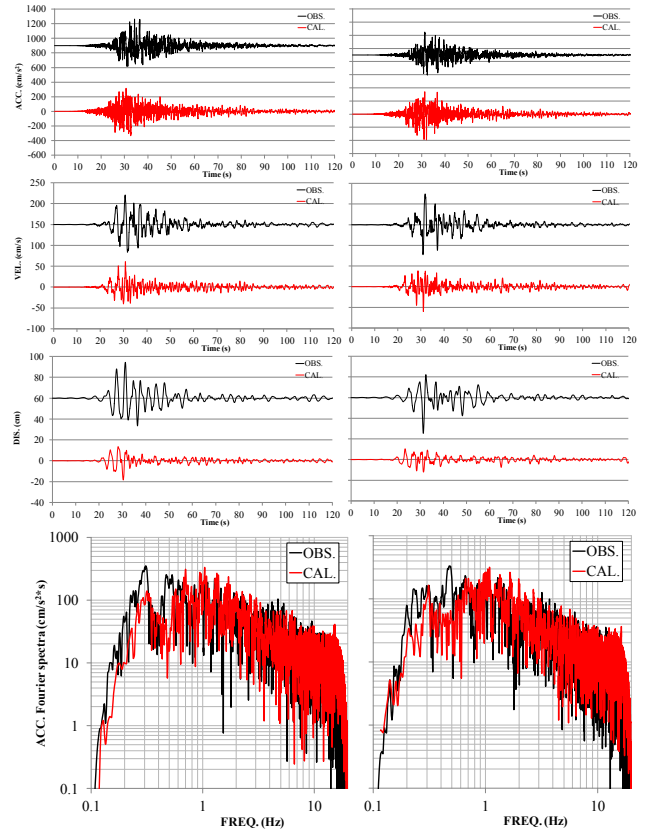 1400
1200
1000
800
600
400
200
0
-200
-400
-600
ACC. (cm/s²)
OBS.
CAL.
0 10 20 30 40 50 60 70 80 90 100 110 120
Time (s)
OBS.
CAL.
0 10 20 30 40 50 60 70 80 90 100 110 120
Time (s)
250
200
150
100
50
0
-50
-100
VEL. (cm/s)
OBS.
CAL.
0 10 20 30 40 50 60 70 80 90 100 110 120
Time (s)
OBS.
CAL.
0 10 20 30 40 50 60 70 80 90 100 110 120
Time (s)
100
80
60
40
20
0
-20
-40
DIS. (cm)
OBS.
CAL.
0 10 20 30 40 50 60 70 80 90 100 110 120
Time (s)
OBS.
CAL.
0 10 20 30 40 50 60 70 80 90 100 110 120
Time (s)
1000
100
10
1
0.1
ACC. Fourier spectra (cm/s²*s)
OBS.
CAL.
0.1 1 10
FREQ. (Hz)
OBS.
CAL.
0.1 1 10
FREQ. (Hz)